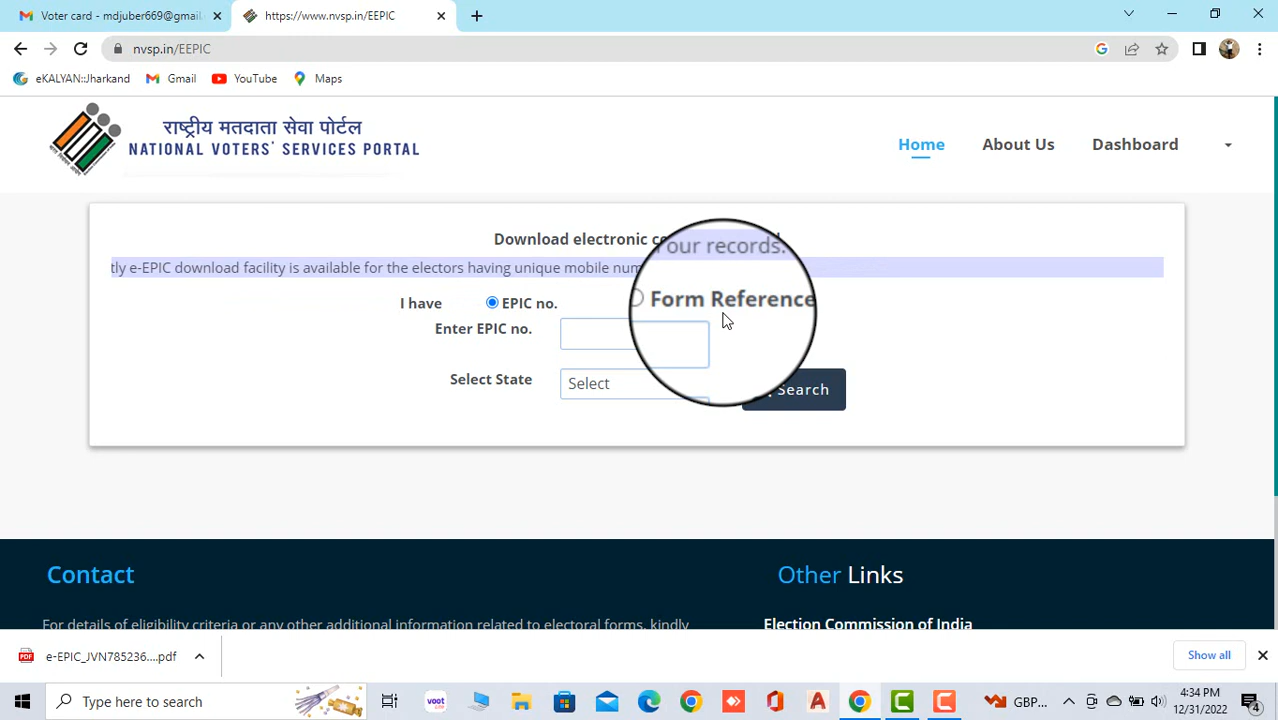 Voter card - mdjuber669@gmail.
https://www.nvsp.in/EEPIC
nvsp.in/EEPIC
eKALYAN::Jharkand
Gmail
YouTube
Maps
राष्ट्रीय मतदाता सेवा पोर्टल
NATIONAL VOTERS' SERVICES PORTAL
Home
About Us
Dashboard
Download electronic
our records.
tly e-EPIC download facility is available for the electors having unique mobile
I have
EPIC no.
Form Reference
Enter EPIC no.
Select State
Select
Search
Contact
Other Links
For details of eligibility criteria or any other additional information related to electoral forms, kindly
Election Commission of India
e-EPIC_JVN785236....pdf
Show all
Type here to search
voot
GBP...
4:34 PM
12/31/2022
4